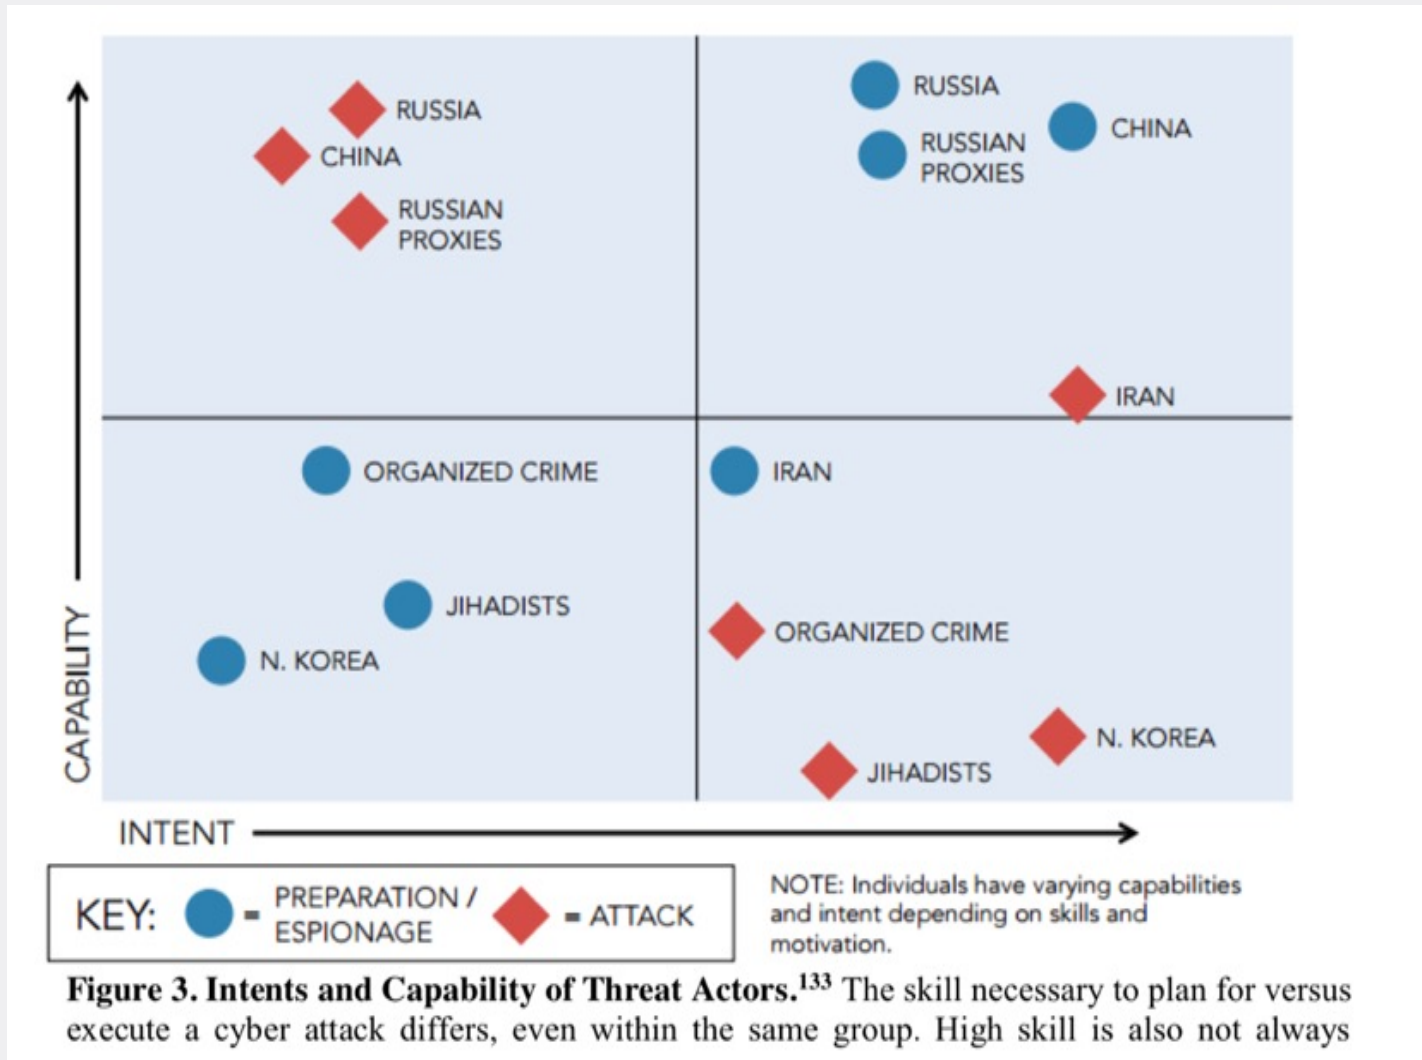 RUSSIA
RUSSIA
CHINA
CHINA
RUSSIAN
PROXIES
RUSSIAN
PROXIES
IRAN
ORGANIZED CRIME
IRAN
JIHADISTS
ORGANIZED CRIME
N. KOREA
N. KOREA
JIHADISTS
CAPABILITY
INTENT
KEY:
= PREPARATION /
ESPIONAGE
= ATTACK
NOTE: Individuals have varying capabilities
and intent depending on skills and
motivation.
Figure 3. Intents and Capability of Threat Actors.133 The skill necessary to plan for versus
execute a cyber attack differs, even within the same group. High skill is also not always